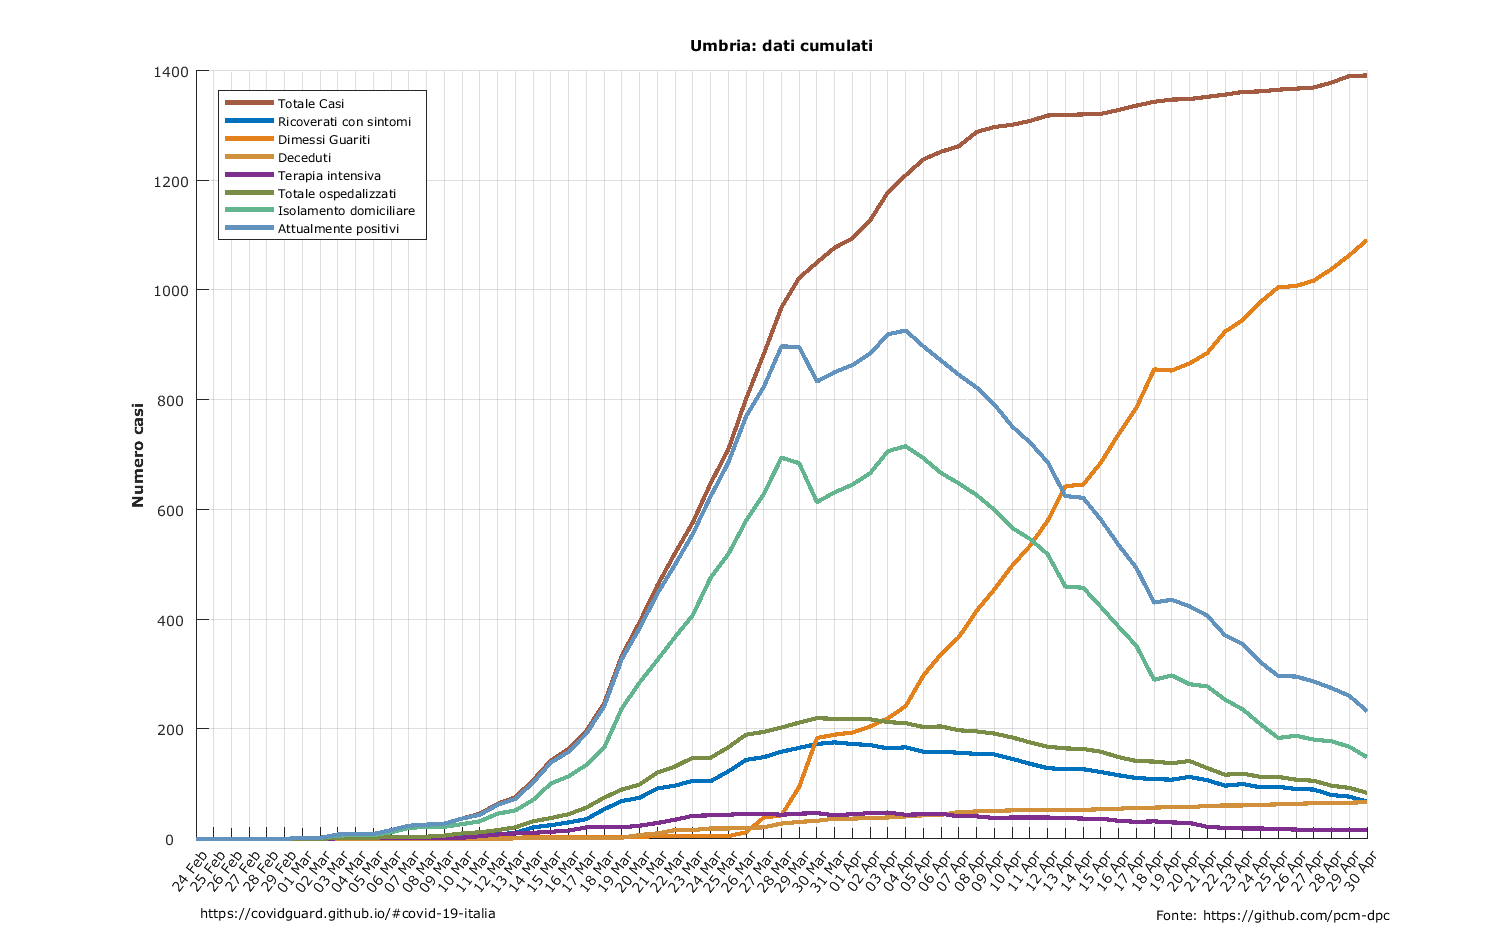 Umbria: dati cumulati
1400
1200
1000
800
600
400
200
0
Numero casi
Totale Casi
Ricoverati con sintomi
Dimessi Guariti
Deceduti
Terapia intensiva
Totale ospedalizzati
Isolamento domiciliare
Attualmente positivi
24 Feb
25 Feb
26 Feb
27 Feb
28 Feb
29 Feb
01 Mar
02 Mar
03 Mar
04 Mar
05 Mar
06 Mar
07 Mar
08 Mar
09 Mar
10 Mar
11 Mar
12 Mar
13 Mar
14 Mar
15 Mar
16 Mar
17 Mar
18 Mar
19 Mar
20 Mar
21 Mar
22 Mar
23 Mar
24 Mar
25 Mar
26 Mar
27 Mar
28 Mar
29 Mar
30 Mar
31 Mar
01 Apr
02 Apr
03 Apr
04 Apr
05 Apr
06 Apr
07 Apr
08 Apr
09 Apr
10 Apr
11 Apr
12 Apr
13 Apr
14 Apr
15 Apr
16 Apr
17 Apr
18 Apr
19 Apr
20 Apr
21 Apr
22 Apr
23 Apr
24 Apr
25 Apr
26 Apr
27 Apr
28 Apr
29 Apr
30 Apr
https://covidguard.github.io/#covid-19-italia
Fonte: https://github.com/pcm-dpc